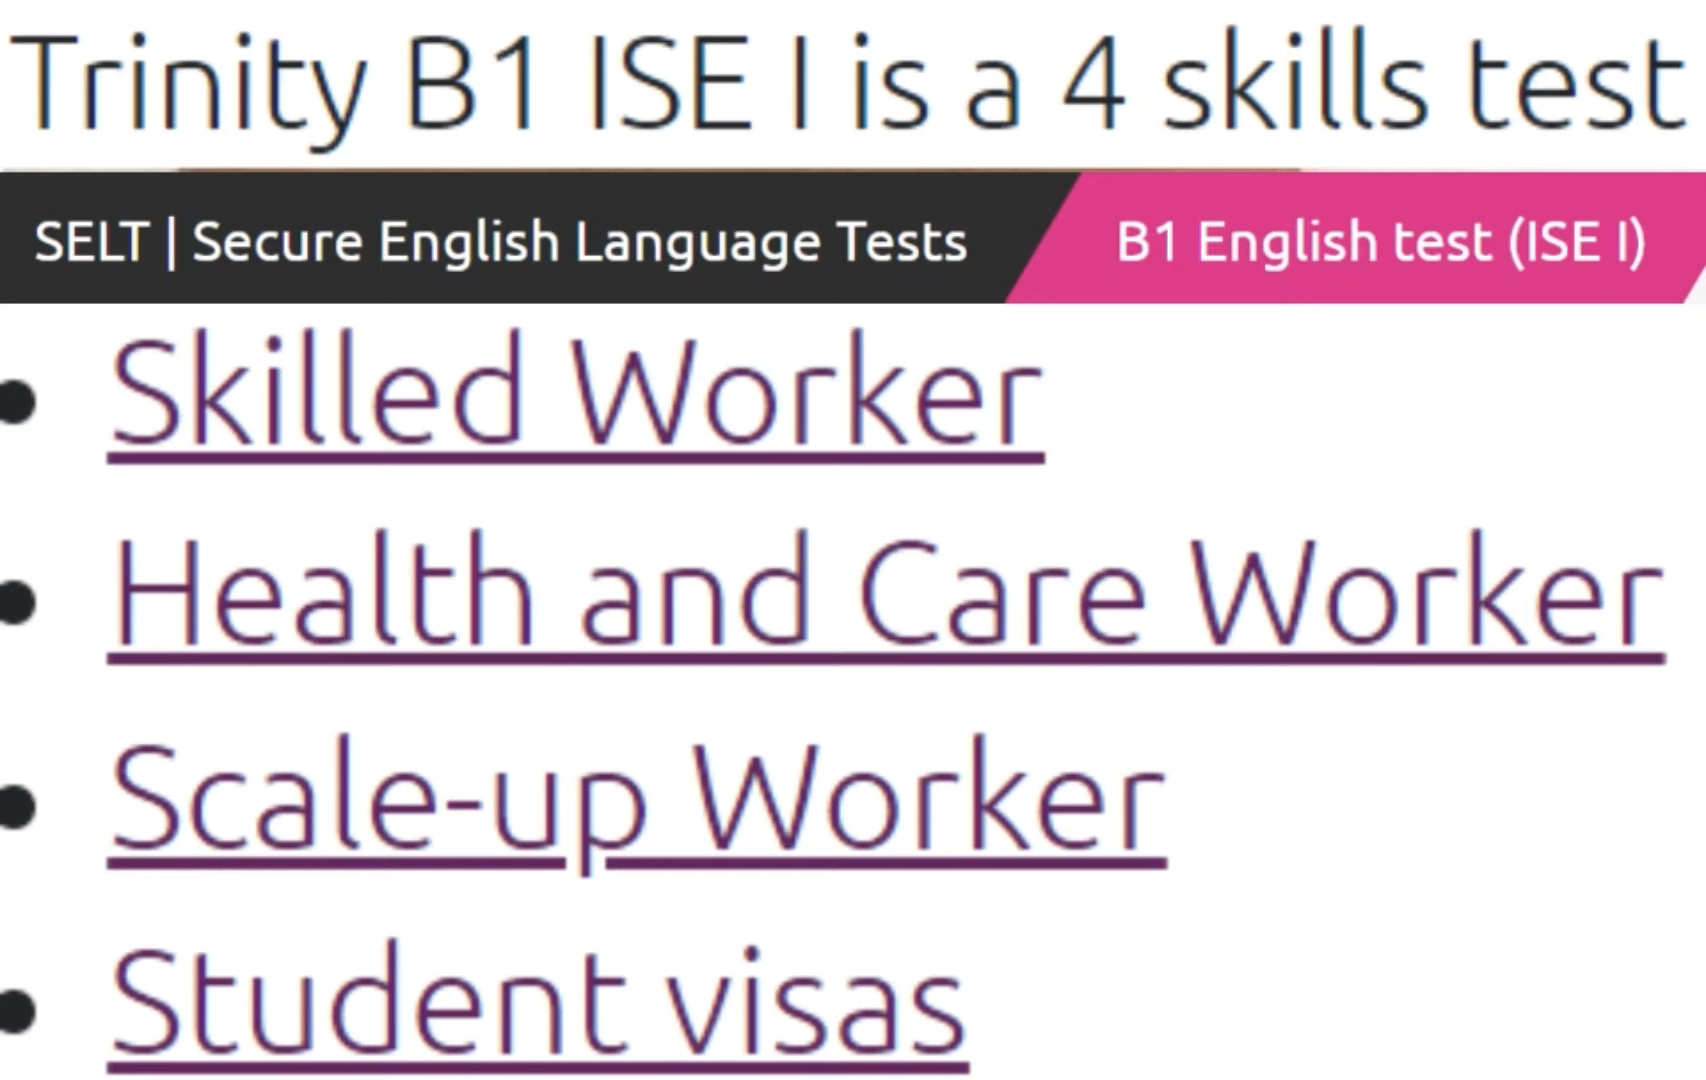 Trinity B1 ISE I is a 4 skills test
SELT | Secure English Language Tests B1 English test (ISE I)
• Skilled Worker
• Health and Care Worker
• Scale-up Worker
• Student visas